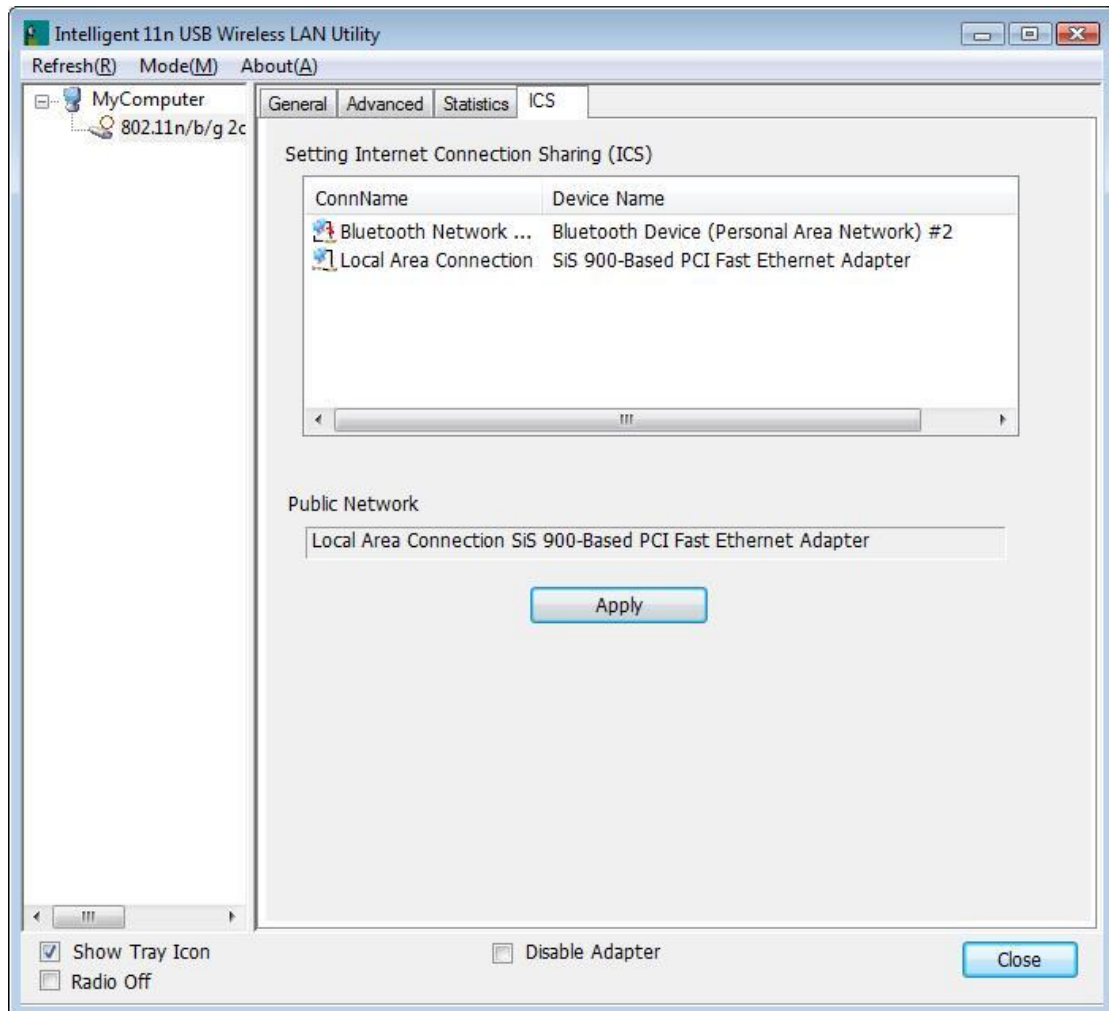 Intelligent 11n USB Wireless LAN Utility
Refresh(R) Mode(M) About(A)
MyComputer
802.11n/b/g 2c
General Advanced Statistics ICS
Setting Internet Connection Sharing (ICS)
ConnName Device Name
Bluetooth Network ... Bluetooth Device (Personal Area Network) #2
Local Area Connection SiS 900-Based PCI Fast Ethernet Adapter
Public Network
Local Area Connection SiS 900-Based PCI Fast Ethernet Adapter
Apply
Show Tray Icon Disable Adapter
Radio Off
Close